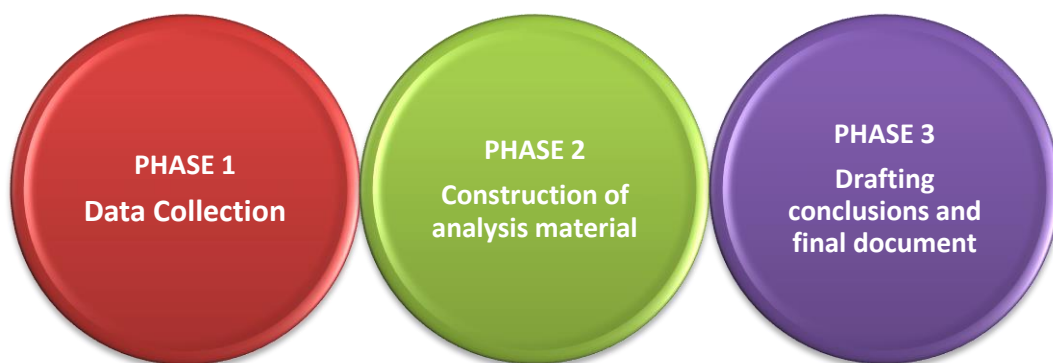 PHASE 1
Data Collection
PHASE 2
Construction of
analysis material
PHASE 3
Drafting
conclusions and
final document